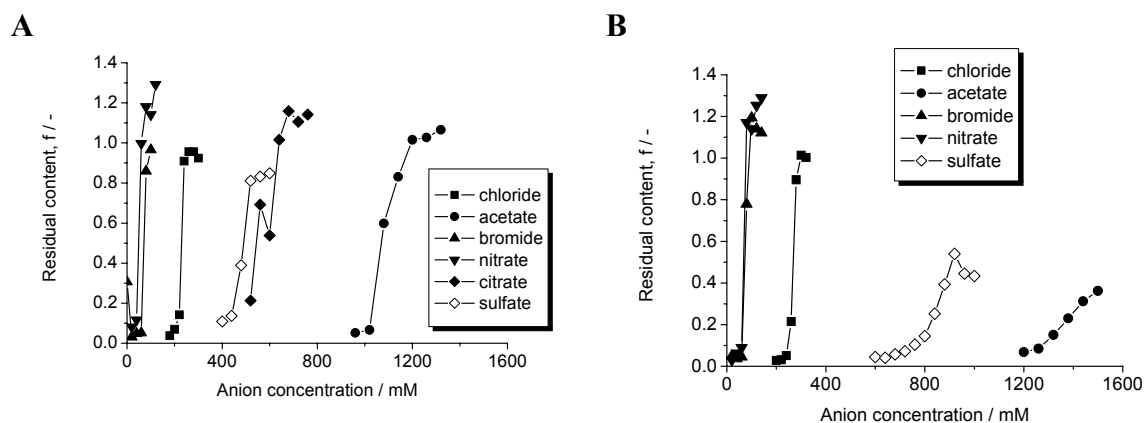 A
Residual content, f / -
1.4
1.2
1.0
0.8
0.6
0.4
0.2
0.0
0
400
800
1200
1600
Anion concentration / mM
chloride
acetate
bromide
nitrate
citrate
sulfate
B
Residual content, f / -
1.4
1.2
1.0
0.8
0.6
0.4
0.2
0.0
0
400
800
1200
1600
Anion concentration / mM
chloride
acetate
bromide
nitrate
sulfate